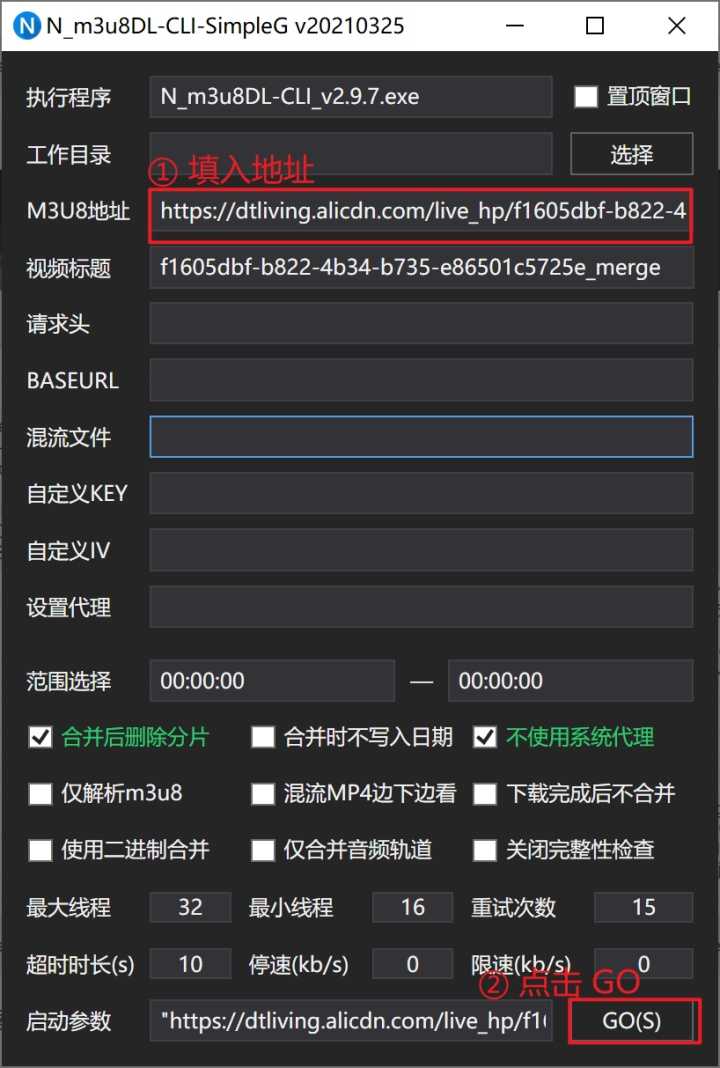 N_m3u8DL-CLI-SimpleG v20210325
执行程序 N_m3u8DL-CLI_v2.9.7.exe 置顶窗口
工作目录 选择
① 填入地址
M3U8地址 https://dtliving.alicdn.com/live_hp/f1605dbf-b822-4
视频标题 f1605dbf-b822-4b34-b735-e86501c5725e_merge
请求头
BASEURL
混流文件
自定义KEY
自定义IV
设置代理
范围选择 00:00:00 — 00:00:00
合并后删除分片 合并时不写入日期 不使用系统代理
仅解析m3u8 混流MP4边下边看 下载完成后不合并
使用二进制合并 仅合并音频轨道 关闭完整性检查
最大线程 32 最小线程 16 重试次数 15
超时时长(s) 10 停速(kb/s) 0 限速(kb/s) 0
② 点击 GO
启动参数 "https://dtliving.alicdn.com/live_hp/f1 GO(S)